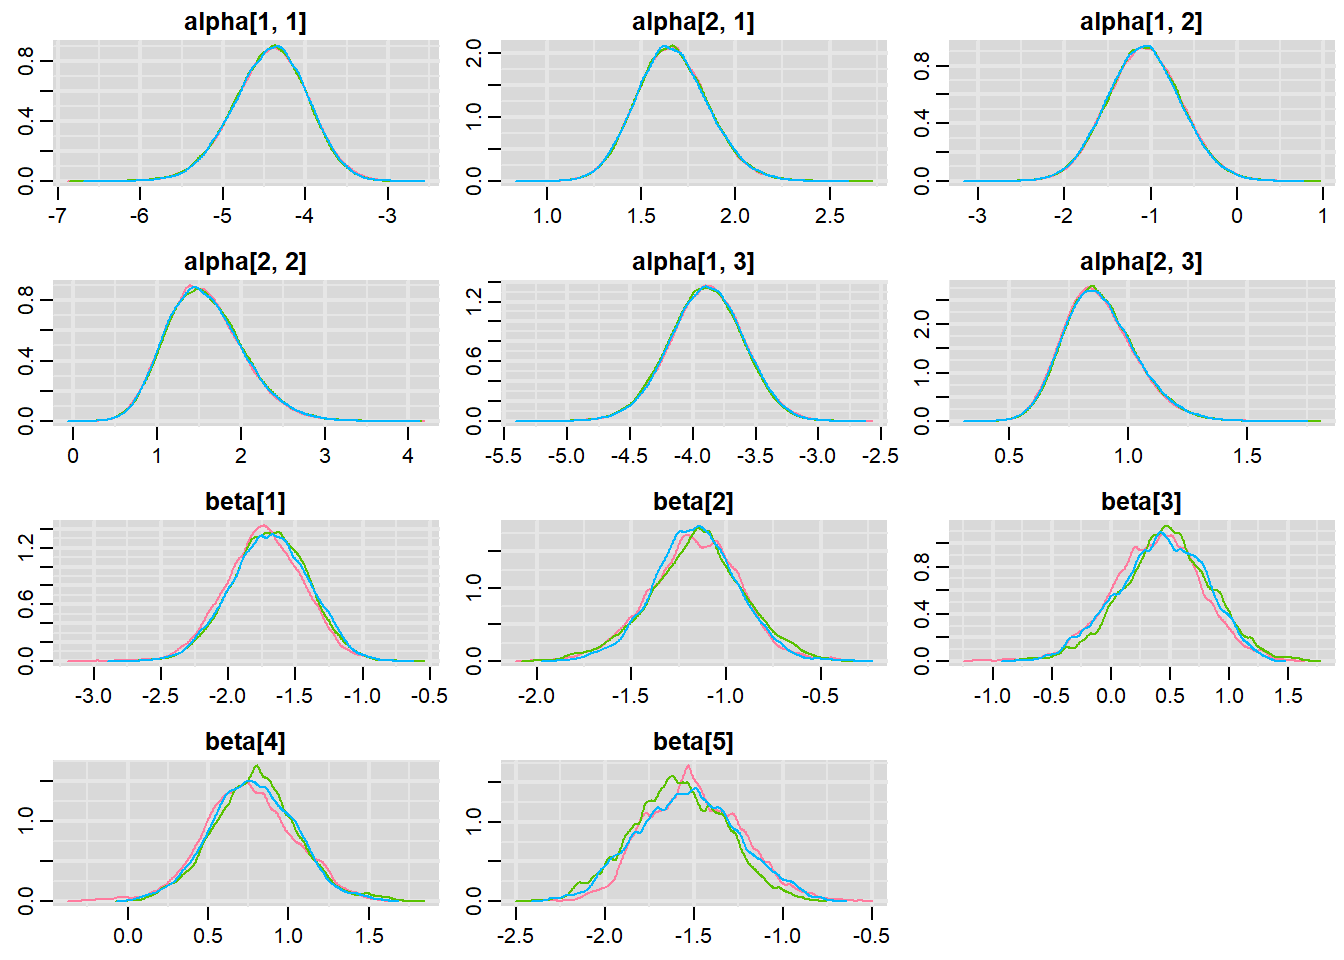 alpha[1, 1] alpha[2, 1] alpha[1, 2]
0.0 0.4 0.8 0.0 1.0 2.0 0.0 0.4 0.8
-7 -6 -5 -4 -3 1.0 1.5 2.0 2.5 -3 -2 -1 0 1
alpha[2, 2] alpha[1, 3] alpha[2, 3]
0.0 0.4 0.8 0.0 0.6 1.2 0.0 1.0 2.0
0 1 2 3 4 -5.5 -5.0 -4.5 -4.0 -3.5 -3.0 -2.5 0.5 1.0 1.5
beta[1] beta[2] beta[3]
0.0 0.6 1.2 0.0 1.0 0.0 0.4 0.8
-3.0 -2.5 -2.0 -1.5 -1.0 -0.5 -2.0 -1.5 -1.0 -0.5 -1.0 -0.5 0.0 0.5 1.0 1.5
beta[4] beta[5]
0.0 1.0 0.0 1.0
0.0 0.5 1.0 1.5 -2.5 -2.0 -1.5 -1.0 -0.5